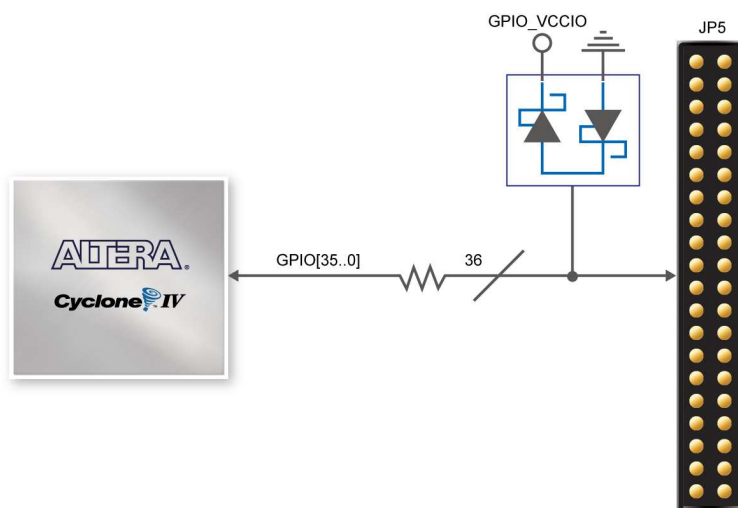 GPIO_VCCIO
JP5
ALTERA®
Cyclone IV
GPIO[35..0]
36